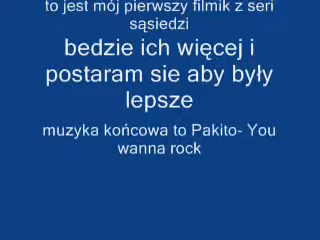 to jest mój pierwszy filmik z seri
sąsiedzi
bedzie ich więcej i
postaram sie aby były
lepsze
muzyka końcowa to Pakito- You
wanna rock